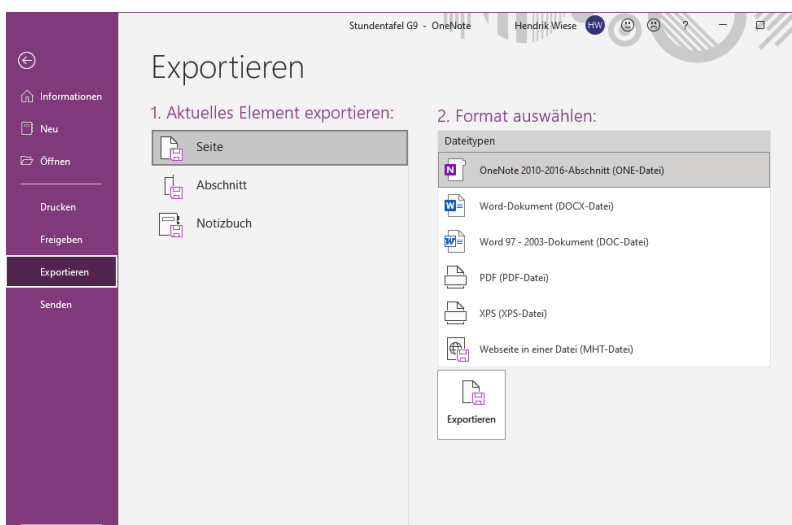 Stundentafel G9 - OneNote
Hendrik Wiese
HW
?
Informationen
Neu
Öffnen
Drucken
Freigeben
Exportieren
Senden
Exportieren
1. Aktuelles Element exportieren:
Seite
Abschnitt
Notizbuch
2. Format auswählen:
Dateitypen
OneNote 2010-2016-Abschnitt (ONE-Datei)
Word-Dokument (DOCX-Datei)
Word 97 - 2003-Dokument (DOC-Datei)
PDF (PDF-Datei)
XPS (XPS-Datei)
Webseite in einer Datei (MHT-Datei)
Exportieren